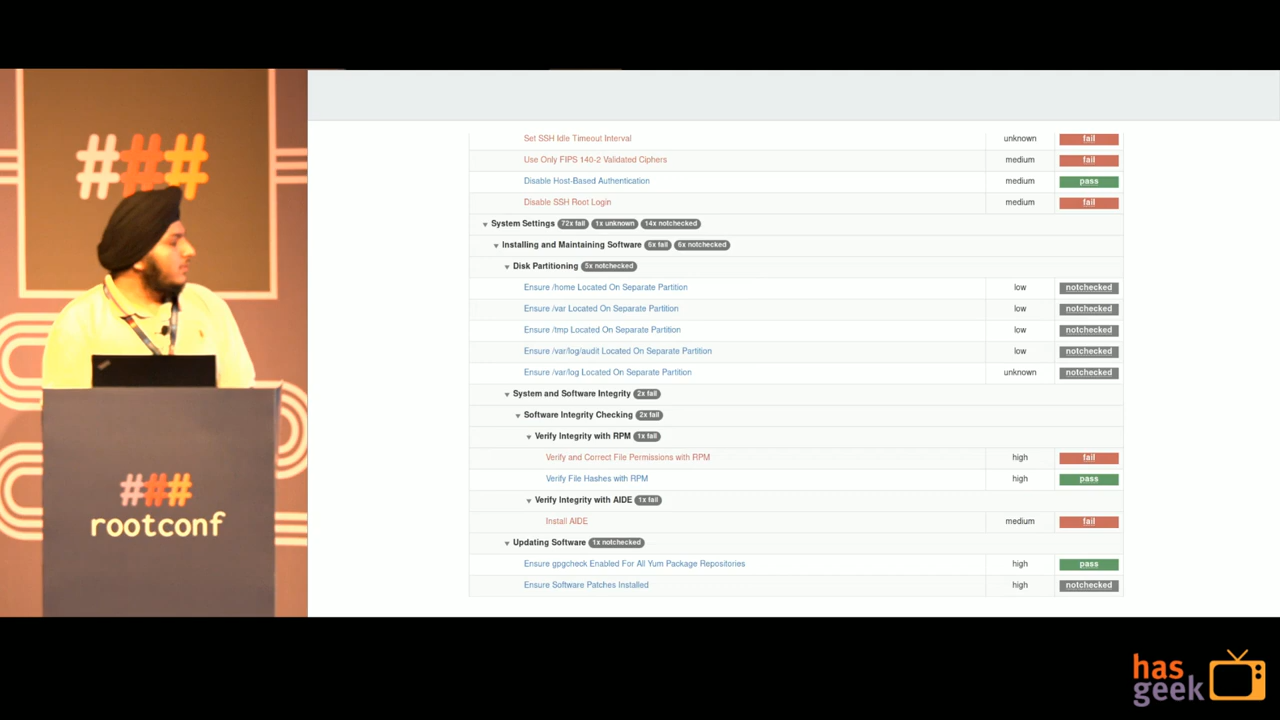 ###
###
rootconf
Set SSH Idle Timeout Interval unknown fail
Use Only FIPS 140-2 Validated Ciphers medium fail
Disable Host-Based Authentication medium pass
Disable SSH Root Login medium fail
System Settings 72x fail 1x unknown 14x notchecked
Installing and Maintaining Software 6x fail 6x notchecked
Disk Partitioning 5x notchecked
Ensure /home Located On Separate Partition low notchecked
Ensure /var Located On Separate Partition low notchecked
Ensure /tmp Located On Separate Partition low notchecked
Ensure /var/log/audit Located On Separate Partition low notchecked
Ensure /var/log Located On Separate Partition unknown notchecked
System and Software Integrity 2x fail
Software Integrity Checking 2x fail
Verify Integrity with RPM 1x fail
Verify and Correct File Permissions with RPM high fail
Verify File Hashes with RPM high pass
Verify Integrity with AIDE 1x fail
Install AIDE medium fail
Updating Software 1x notchecked
Ensure gpgcheck Enabled For All Yum Package Repositories high pass
Ensure Software Patches Installed high notchecked
has
geek